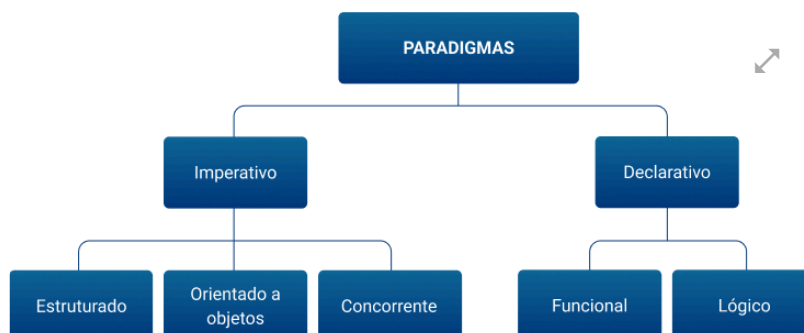 PARADIGMAS
Imperativo
Declarativo
Estruturado
Orientado a
objetos
Concorrente
Funcional
Lógico